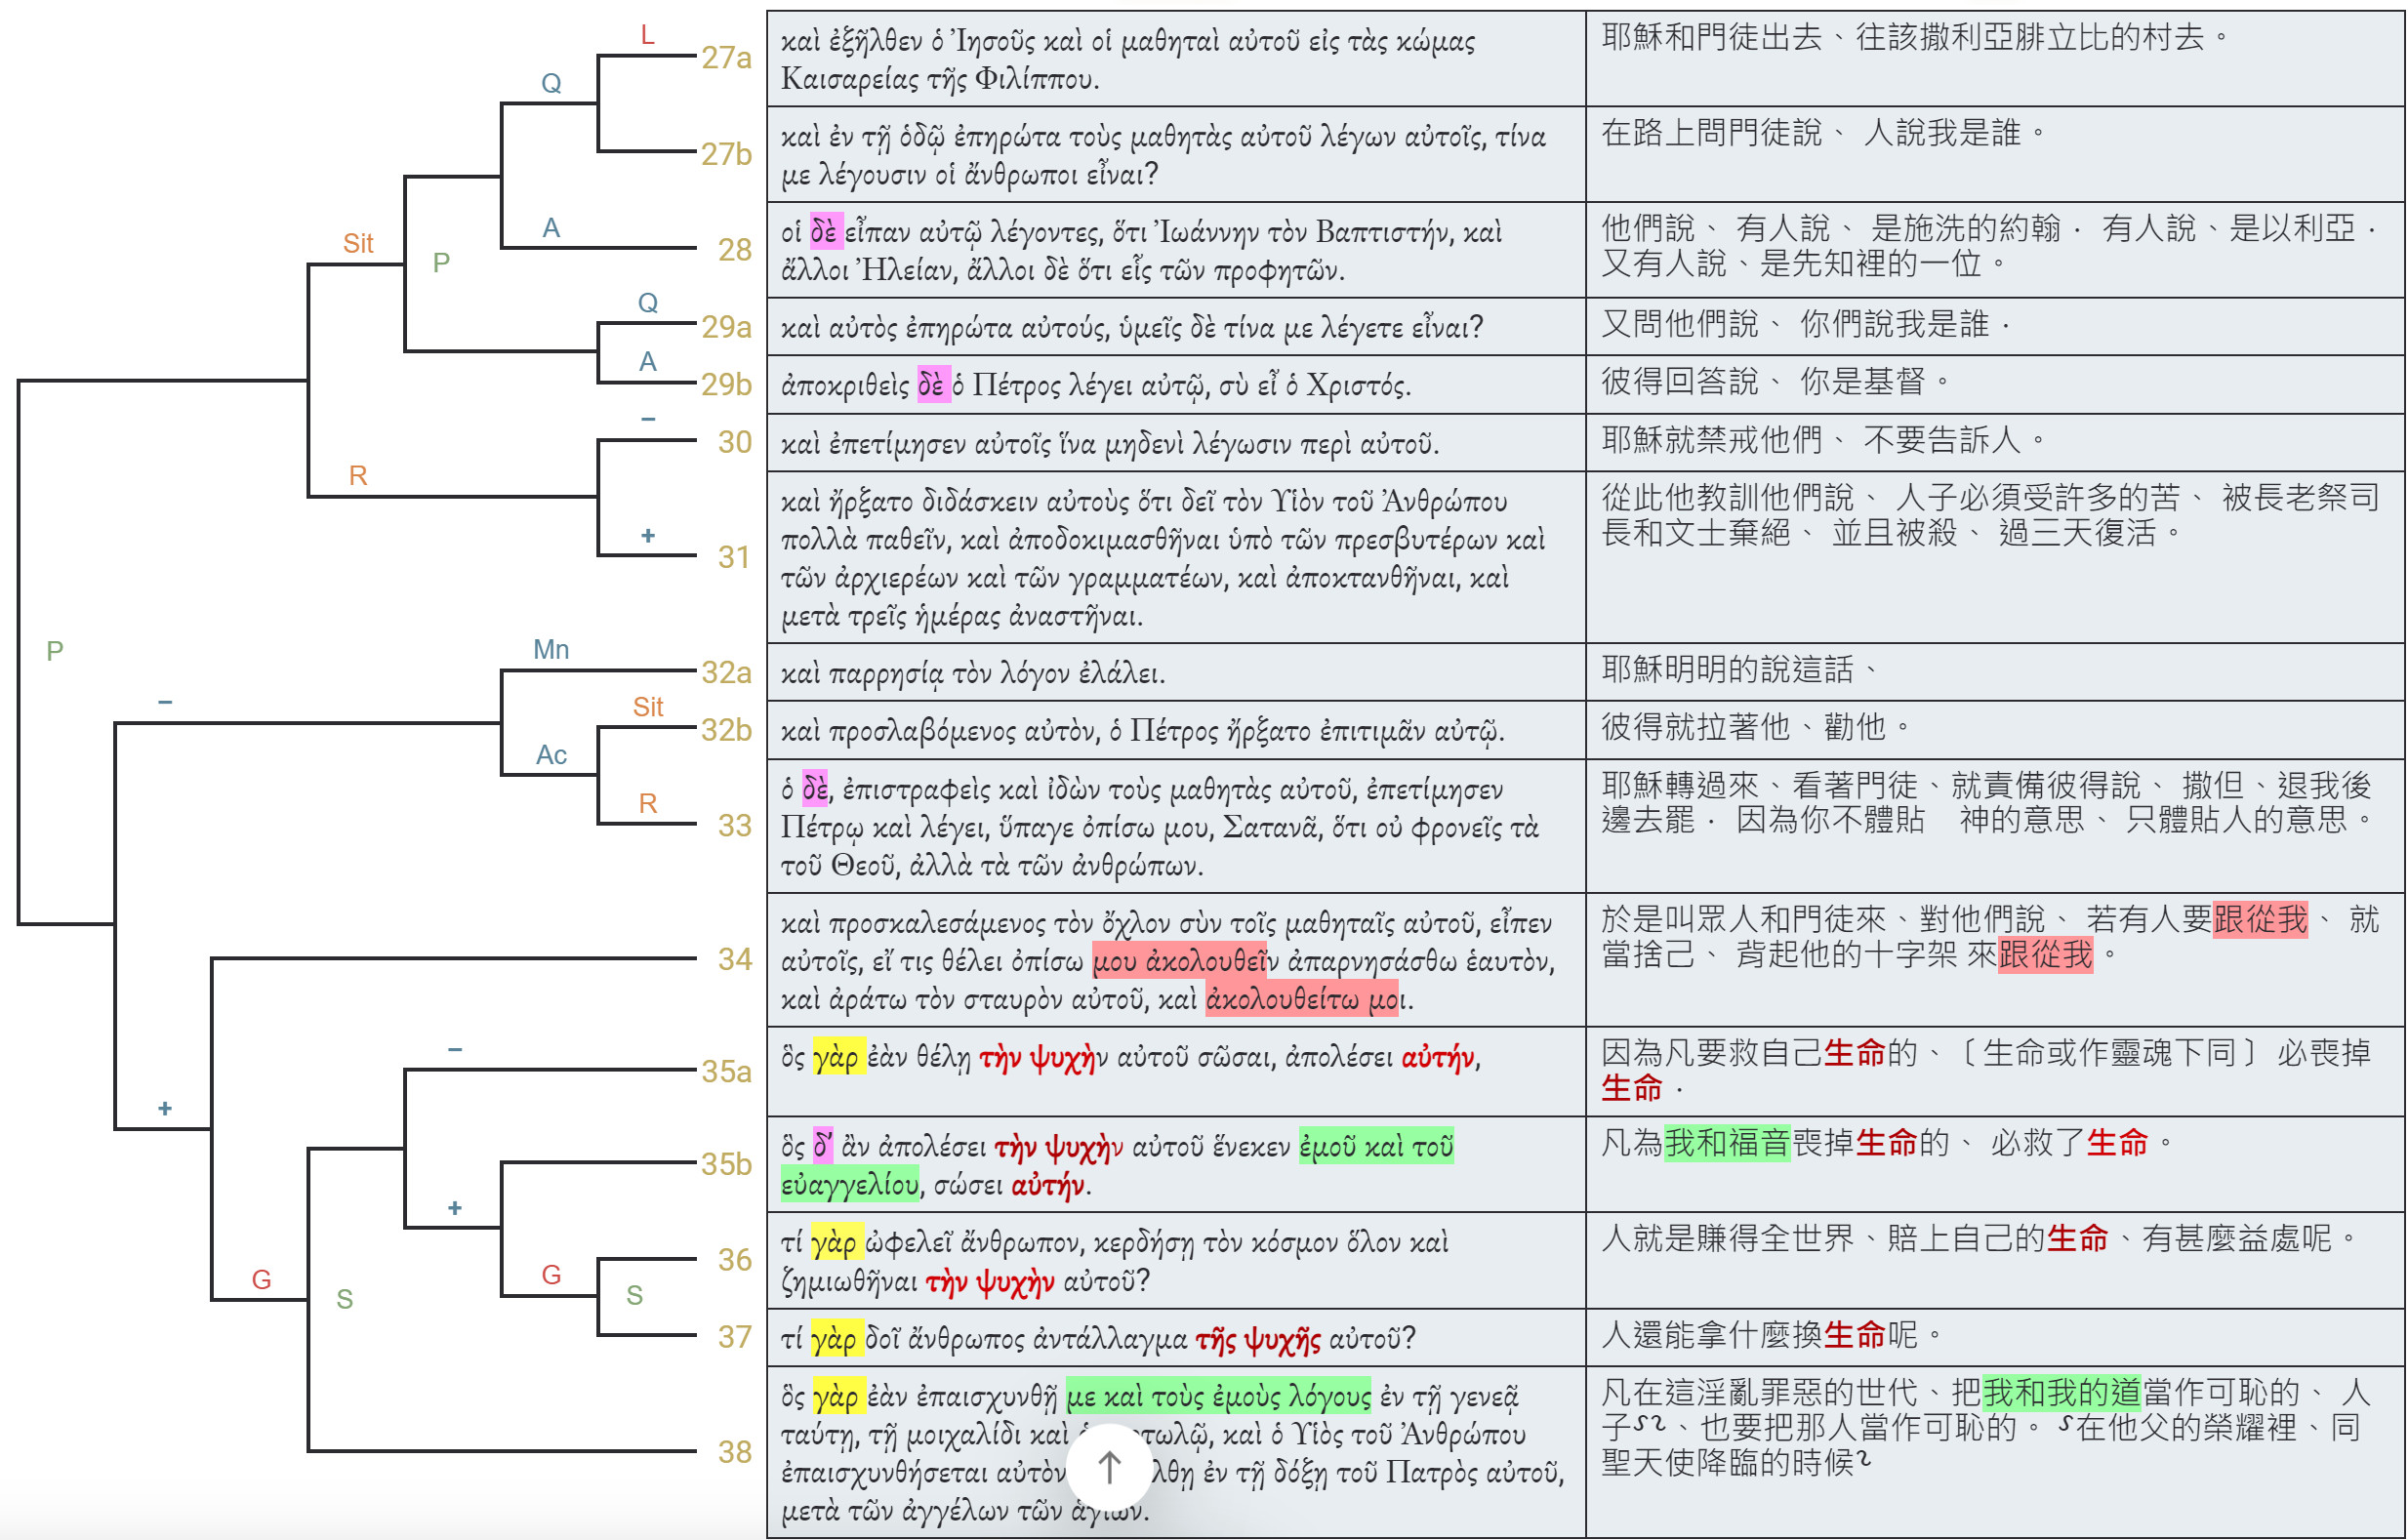 L
27a
καὶ ἐξῆλθεν ὁ Ἰησοῦς καὶ οἱ μαθηταὶ αὐτοῦ εἰς τὰς κώμας
Καισαρείας τῆς Φιλίππου.
耶穌和門徒出去、往該撒利亞腓立比的村去。
Q
27b
καὶ ἐν τῇ ὁδῷ ἐπηρώτα τοὺς μαθητὰς αὐτοῦ λέγων αὐτοῖς, τίνα
με λέγουσιν οἱ ἄνθρωποι εἶναι?
在路上問門徒說、 人說我是誰。
A
28
οἱ δὲ εἶπαν αὐτῷ λέγοντες, ὅτι Ἰωάννην τὸν Βαπτιστήν, καὶ
ἄλλοι Ἠλείαν, ἄλλοι δὲ ὅτι εἷς τῶν προφητῶν.
他們說、 有人說、 是施洗的約翰． 有人說、是以利亞．
又有人說、是先知裡的一位。
Sit
P
Q
29a
καὶ αὐτὸς ἐπηρώτα αὐτούς, ὑμεῖς δὲ τίνα με λέγετε εἶναι?
又問他們說、 你們說我是誰．
A
29b
ἀποκριθεὶς δὲ ὁ Πέτρος λέγει αὐτῷ, σὺ εἶ ὁ Χριστός.
彼得回答說、 你是基督。
−
30
καὶ ἐπετίμησεν αὐτοῖς ἵνα μηδενὶ λέγωσιν περὶ αὐτοῦ.
耶穌就禁戒他們、 不要告訴人。
R
+
31
καὶ ἤρξατο διδάσκειν αὐτοὺς ὅτι δεῖ τὸν Υἱὸν τοῦ Ἀνθρώπου
πολλὰ παθεῖν, καὶ ἀποδοκιμασθῆναι ὑπὸ τῶν πρεσβυτέρων καὶ
τῶν ἀρχιερέων καὶ τῶν γραμματέων, καὶ ἀποκτανθῆναι, καὶ
μετὰ τρεῖς ἡμέρας ἀναστῆναι.
從此他教訓他們說、 人子必須受許多的苦、 被長老祭司
長和文士棄絕、 並且被殺、 過三天復活。
P
Mn
32a
καὶ παρρησίᾳ τὸν λόγον ἐλάλει.
耶穌明明的說這話、
−
Sit
32b
καὶ προσλαβόμενος αὐτὸν, ὁ Πέτρος ἤρξατο ἐπιτιμᾶν αὐτῷ.
彼得就拉著他、勸他。
Ac
R
33
ὁ δὲ, ἐπιστραφεὶς καὶ ἰδὼν τοὺς μαθητὰς αὐτοῦ, ἐπετίμησεν
Πέτρῳ καὶ λέγει, ὕπαγε ὀπίσω μου, Σατανᾶ, ὅτι οὐ φρονεῖς τὰ
τοῦ Θεοῦ, ἀλλὰ τὰ τῶν ἀνθρώπων.
耶穌轉過來、看著門徒、就責備彼得說、 撒但、退我後
邊去罷． 因為你不體貼　神的意思、 只體貼人的意思。
34
καὶ προσκαλεσάμενος τὸν ὄχλον σὺν τοῖς μαθηταῖς αὐτοῦ, εἶπεν
αὐτοῖς, εἴ τις θέλει ὀπίσω μου ἀκολουθεῖν ἀπαρνησάσθω ἑαυτὸν,
καὶ ἀράτω τὸν σταυρὸν αὐτοῦ, καὶ ἀκολουθείτω μοι.
於是叫眾人和門徒來、對他們說、 若有人要跟從我、 就
當捨己、 背起他的十字架 來跟從我。
−
35a
ὃς γὰρ ἐὰν θέλῃ τὴν ψυχὴν αὐτοῦ σῶσαι, ἀπολέσει αὐτήν,
因為凡要救自己生命的、〔生命或作靈魂下同〕 必喪掉
生命．
+
35b
ὃς δ’ ἂν ἀπολέσει τὴν ψυχὴν αὐτοῦ ἕνεκεν ἐμοῦ καὶ τοῦ
εὐαγγελίου, σώσει αὐτήν.
凡為我和福音喪掉生命的、 必救了生命。
+
36
τί γὰρ ὠφελεῖ ἄνθρωπον, κερδήσῃ τὸν κόσμον ὅλον καὶ
ζημιωθῆναι τὴν ψυχὴν αὐτοῦ?
人就是賺得全世界、賠上自己的生命、有甚麼益處呢。
G
S
G
S
37
τί γὰρ δοῖ ἄνθρωπος ἀντάλλαγμα τῆς ψυχῆς αὐτοῦ?
人還能拿什麼換生命呢。
38
ὃς γὰρ ἐὰν ἐπαισχυνθῇ με καὶ τοὺς ἐμοὺς λόγους ἐν τῇ γενεᾷ
ταύτῃ, τῇ μοιχαλίδι καὶ καὶ ὁ Υἱὸς τοῦ Ἀνθρώπου
ἐπαισχυνθήσεται αὐτὸν ἐν τῇ δόξῃ τοῦ Πατρὸς αὐτοῦ,
μετὰ τῶν ἀγγέλων τῶν ἁγίων.
凡在這淫亂罪惡的世代、把我和我的道當作可恥的、 人
子⸂⸃、也要把那人當作可恥的。 ⸂在他父的榮耀裡、同
聖天使降臨的時候⸃